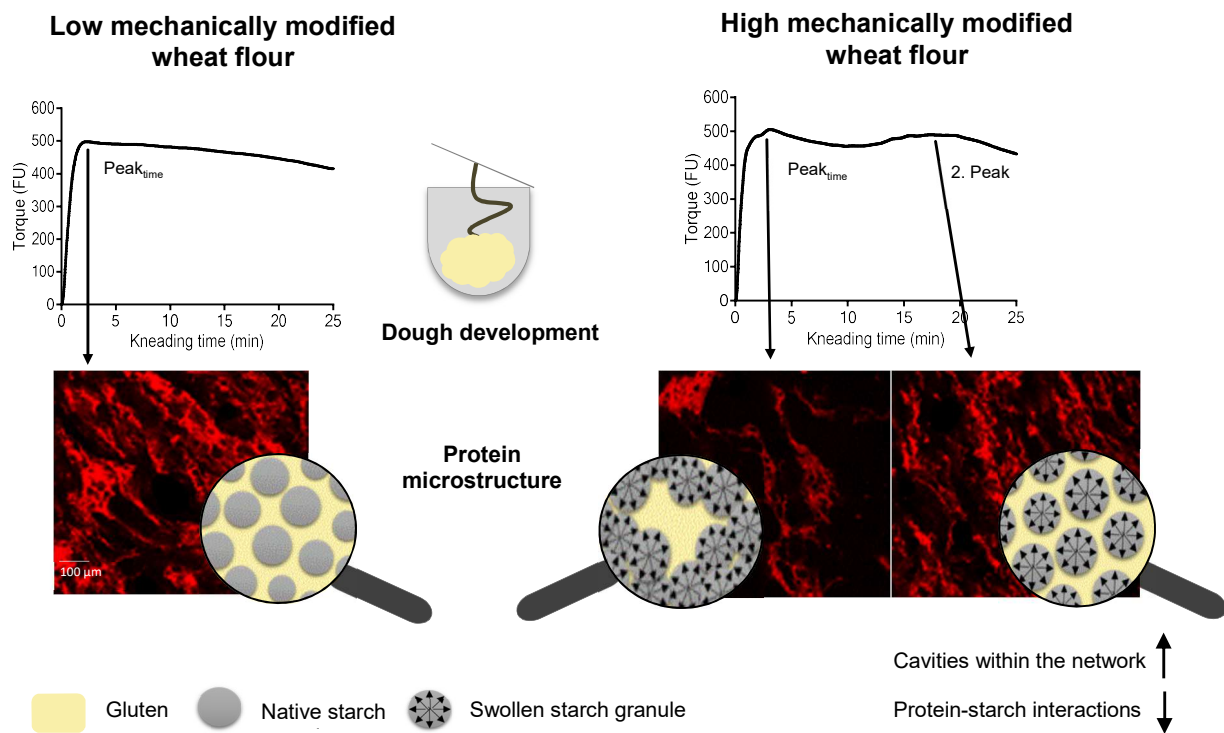 Low mechanically modified
wheat flour
High mechanically modified
wheat flour
600
500
400
300
200
100
0
Torque (FU)
Peak_time
0 5 10 15 20 25
Kneading time (min)
Dough development
600
500
400
300
200
100
0
Torque (FU)
Peak_time
2. Peak
0 5 10 15 20 25
Kneading time (min)
Protein
microstructure
100 µm
Cavities within the network
Protein-starch interactions
Gluten
Native starch
Swollen starch granule